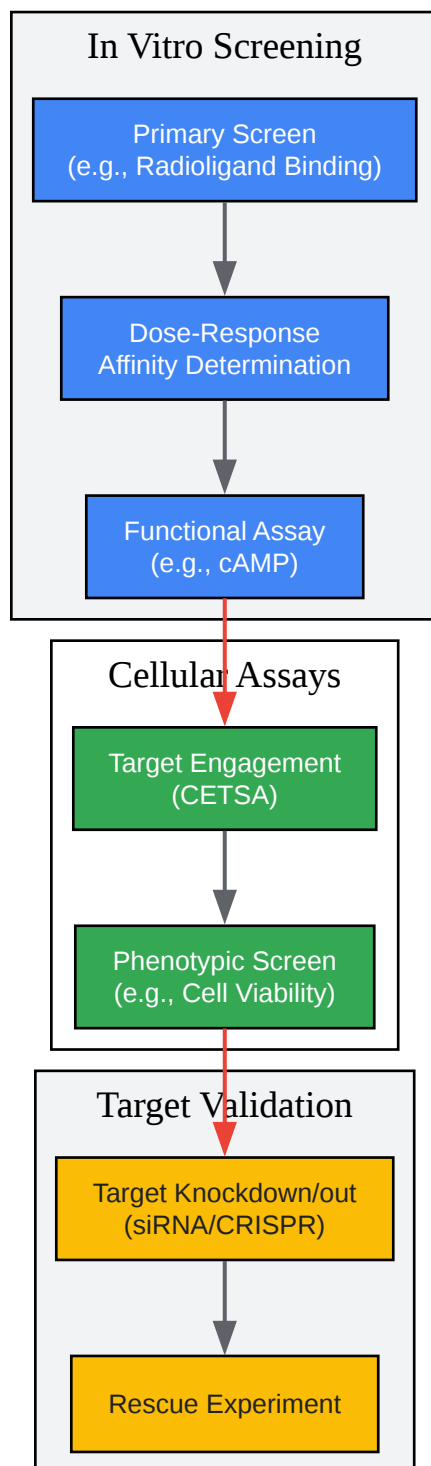 In Vitro Screening
Primary Screen
(e.g., Radioligand Binding)
Dose-Response
Affinity Determination
Functional Assay
(e.g., cAMP)
Cellular Assays
Target Engagement
(CETSA)
Phenotypic Screen
(e.g., Cell Viability)
Target Validation
Target Knockdown/out
(siRNA/CRISPR)
Rescue Experiment